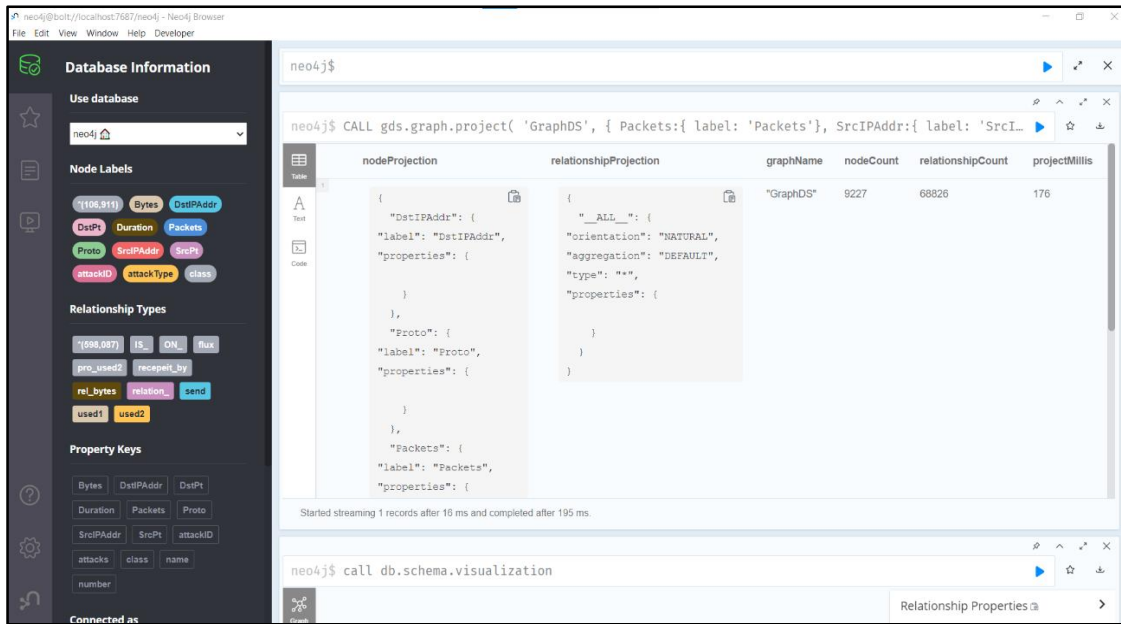 neo4j@bolt://localhost:7687/neo4j - Neo4j Browser
File Edit View Window Help Developer
Database Information
Use database
neo4j
Node Labels
*(106,911) Bytes DstIPAddr
DstPt Duration Packets
Proto SrcIPAddr SrcPt
attackID attackType class
Relationship Types
*(598,087) IS_ ON_ flux
pro_used2 recepeit_by
rel_bytes relation_ send
used1 used2
Property Keys
Bytes DstIPAddr DstPt
Duration Packets Proto
SrcIPAddr SrcPt attackID
attacks class name
number
Connected as
neo4j$
neo4j$ CALL gds.graph.project( 'GraphDS', { Packets:{ label: 'Packets'}, SrcIPAddr:{ label: 'SrcI…
Table
Text
Code
nodeProjection relationshipProjection graphName nodeCount relationshipCount projectMillis
1
{
"DstIPAddr": {
"label": "DstIPAddr",
"properties": {
}
},
"Proto": {
"label": "Proto",
"properties": {
}
},
"Packets": {
"label": "Packets",
"properties": {
{
"__ALL__": {
"orientation": "NATURAL",
"aggregation": "DEFAULT",
"type": "*",
"properties": {
}
}
}
"GraphDS" 9227 68826 176
Started streaming 1 records after 16 ms and completed after 195 ms.
neo4j$ call db.schema.visualization
Graph
Relationship Properties